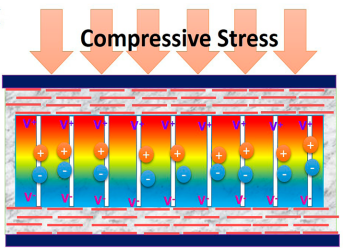 Compressive Stress
V⁺ V⁺ V⁺ V⁺ V⁺ V⁺ V⁺ V⁺ V⁺
+ + + + + + + + +
- - - - - - - - -
V⁻ V⁻ V⁻ V⁻ V⁻ V⁻ V⁻ V⁻ V⁻